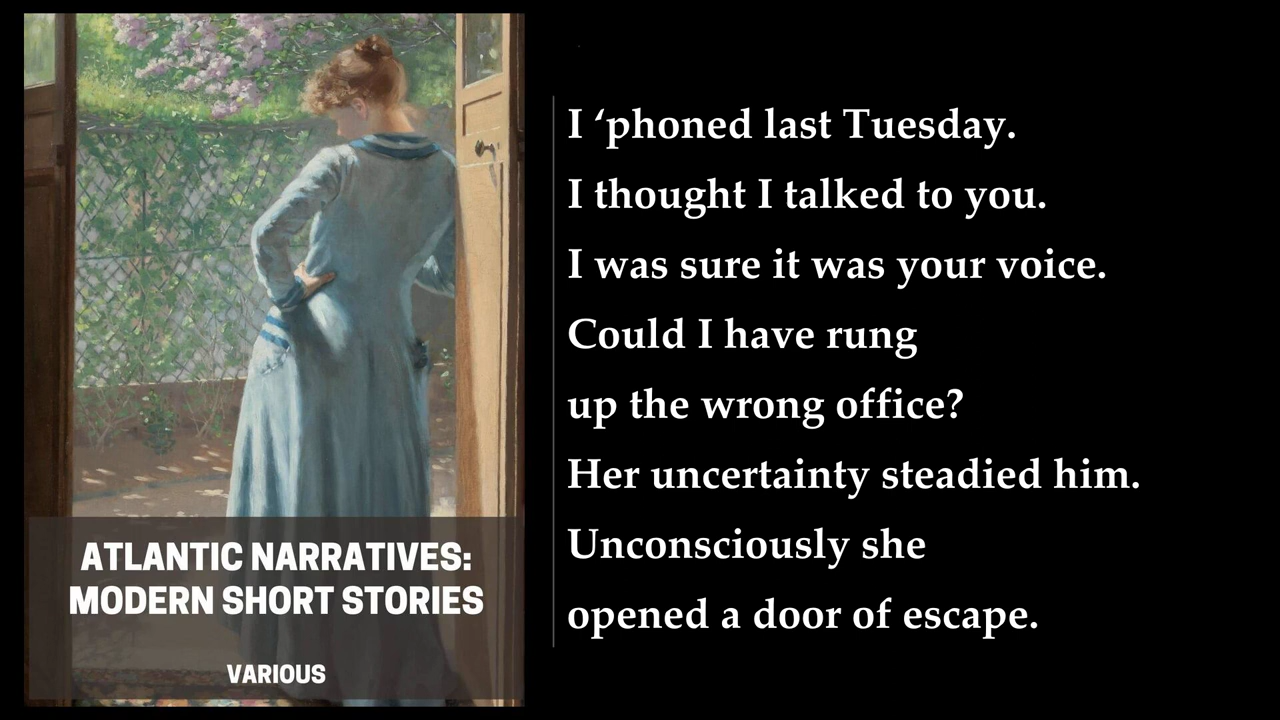 ATLANTIC NARRATIVES:
MODERN SHORT STORIES
VARIOUS
I ‘phoned last Tuesday.
I thought I talked to you.
I was sure it was your voice.
Could I have rung
up the wrong office?
Her uncertainty steadied him.
Unconsciously she
opened a door of escape.